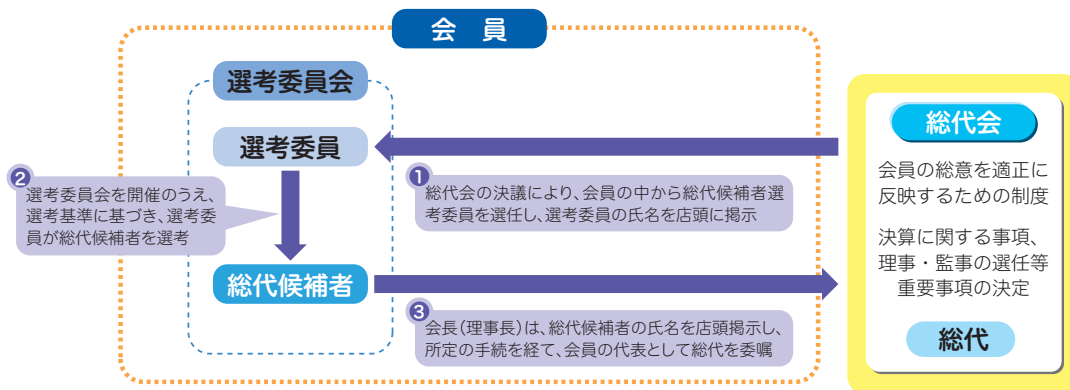 会 員
選考委員会
選考委員
❶
総代会の決議により、会員の中から総代候補者選
考委員を選任し、選考委員の氏名を店頭に掲示
❷
選考委員会を開催のうえ、
選考基準に基づき、選考委
員が総代候補者を選考
総代候補者
❸
会長(理事長)は、総代候補者の氏名を店頭掲示し、
所定の手続を経て、会員の代表として総代を委嘱
総代会
会員の総意を適正に
反映するための制度
決算に関する事項、
理事・監事の選任等
重要事項の決定
総代